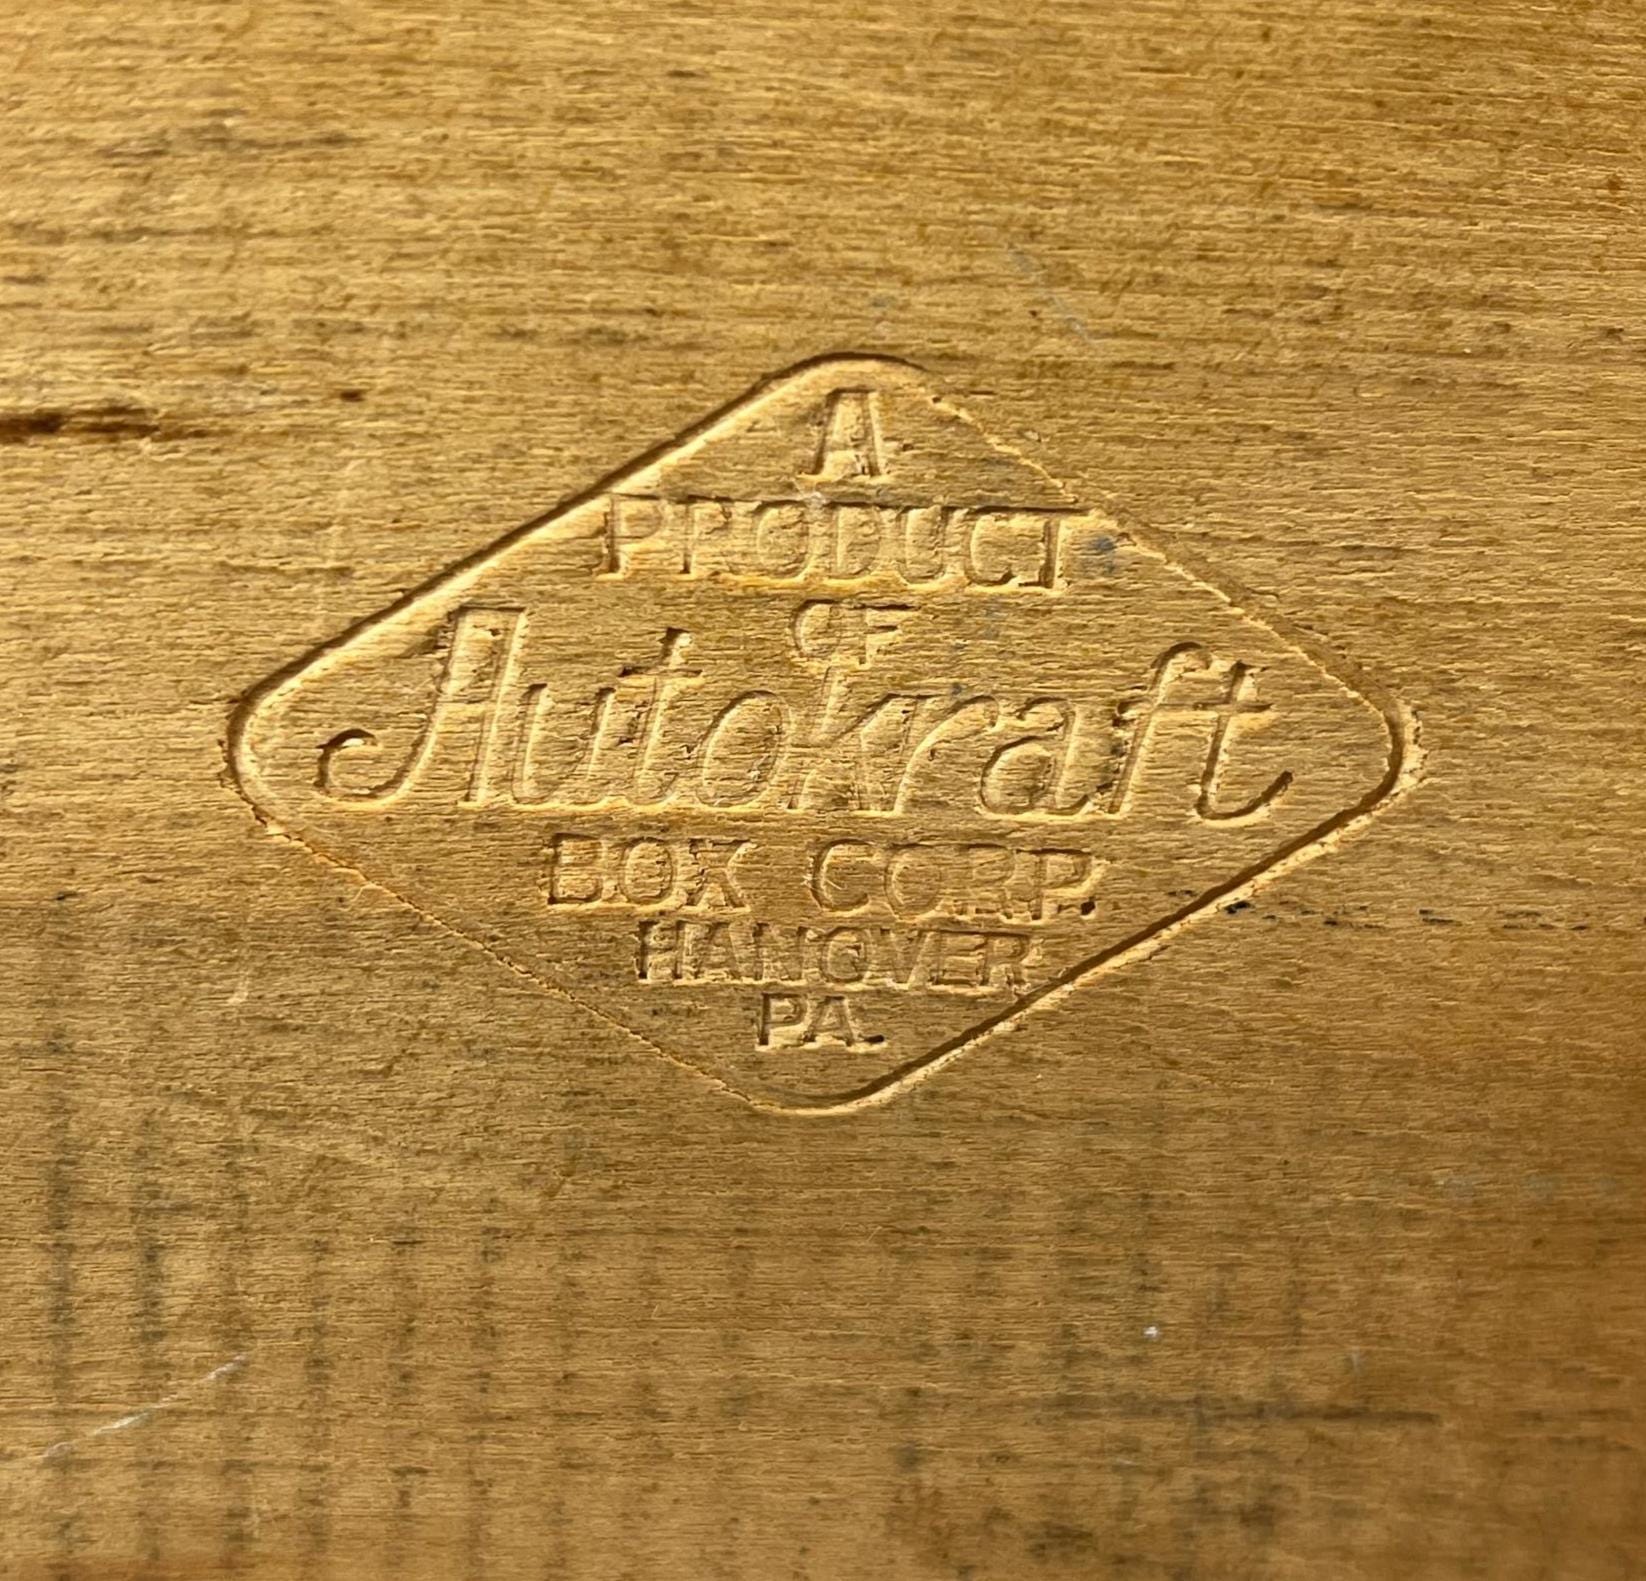 A
PRODUCT
OF
Autokraft
BOX CORP.
HANOVER
PA.